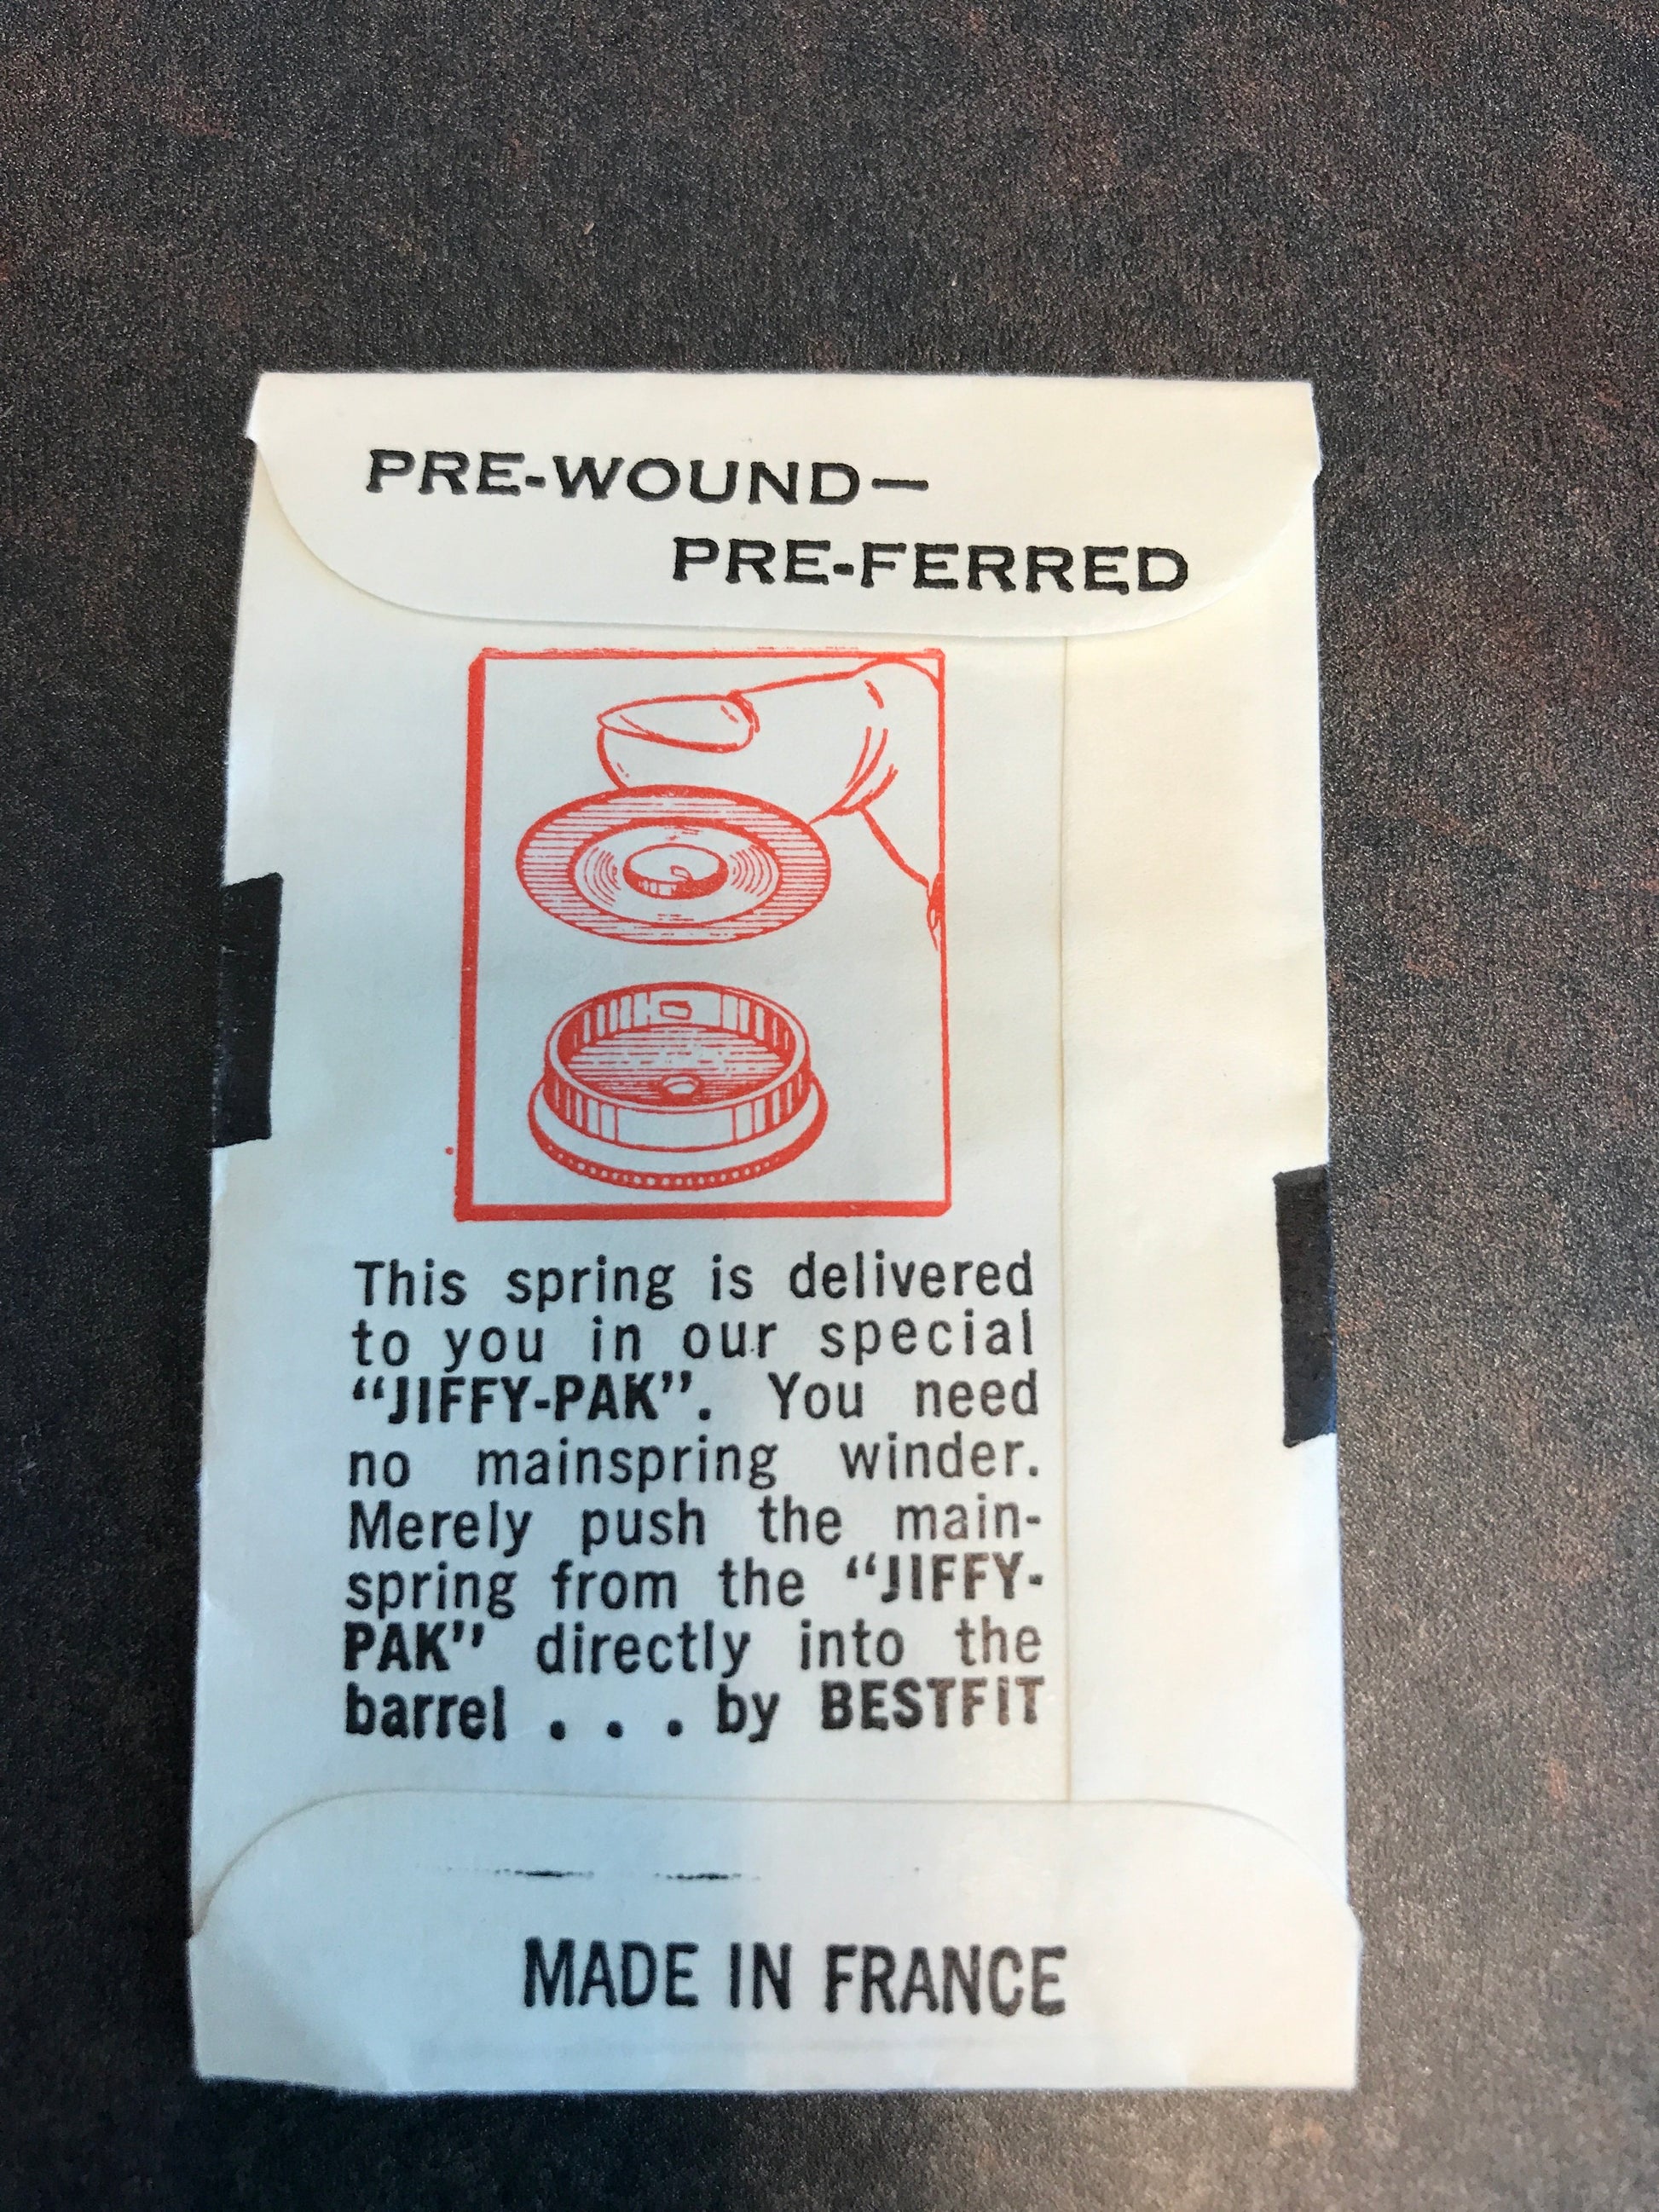 PRE-WOUND—
PRE-FERRED
This spring is delivered
to you in our special
“JIFFY-PAK”. You need
no mainspring winder.
Merely push the main-
spring from the “JIFFY-
PAK” directly into the
barrel . . . by BESTFIT
MADE IN FRANCE